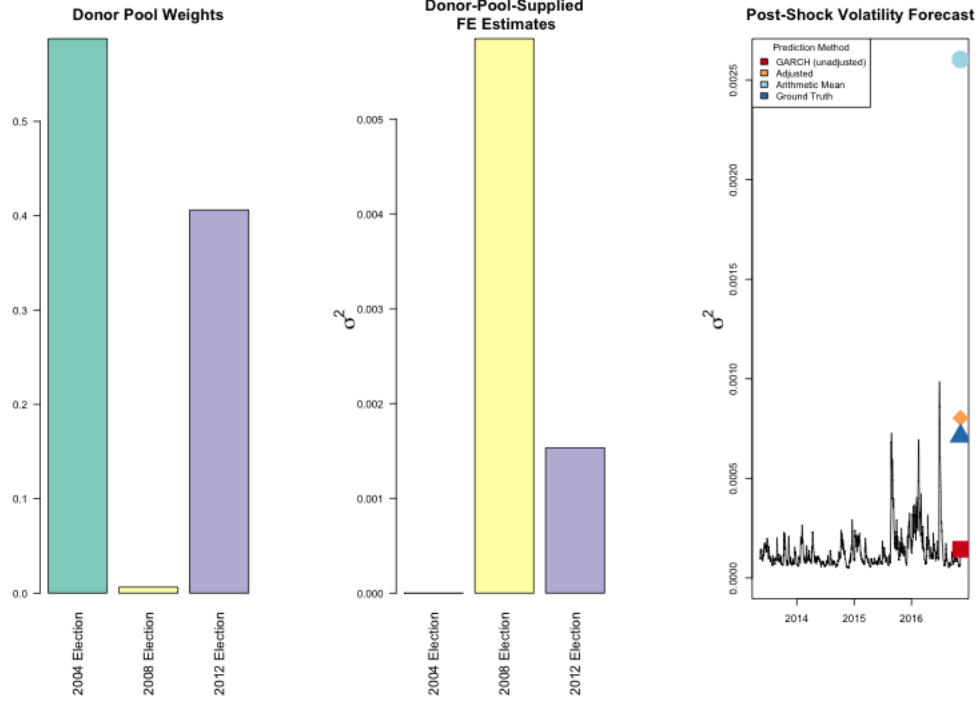 Donor Pool Weights
0.5
0.4
0.3
0.2
0.1
0.0
2004 Election
2008 Election
2012 Election
Donor-Pool-Supplied
FE Estimates
σ2
0.005
0.004
0.003
0.002
0.001
0.000
2004 Election
2008 Election
2012 Election
Post-Shock Volatility Forecast
Prediction Method
GARCH (unadjusted)
Adjusted
Arithmetic Mean
Ground Truth
σ2
0.0025
0.0020
0.0015
0.0010
0.0005
0.0000
2014
2015
2016